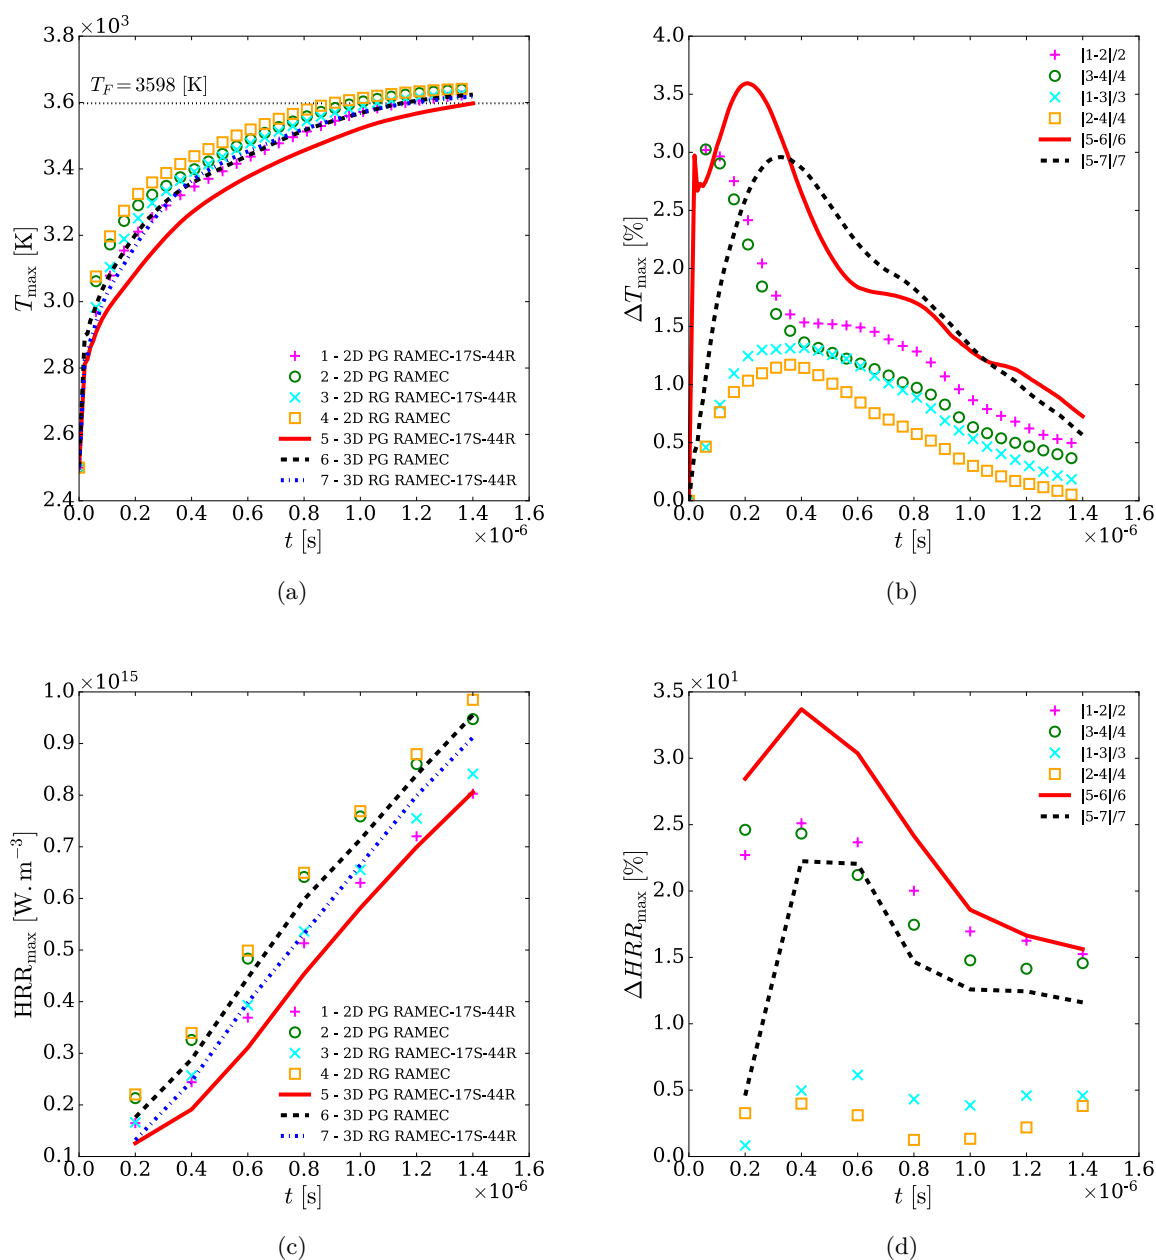 ×10³
3.8
3.6
3.4
3.2
3.0
2.8
2.6
2.4
T_max [K]
T_F = 3598 [K]
1 - 2D PG RAMEC-17S-44R
2 - 2D PG RAMEC
3 - 2D RG RAMEC-17S-44R
4 - 2D RG RAMEC
5 - 3D PG RAMEC-17S-44R
6 - 3D PG RAMEC
7 - 3D RG RAMEC-17S-44R
0.0 0.2 0.4 0.6 0.8 1.0 1.2 1.4 1.6
t [s]
×10⁻⁶
(a)
4.0
3.5
3.0
2.5
2.0
1.5
1.0
0.5
0.0
ΔT_max [%]
|1-2|/2
|3-4|/4
|1-3|/3
|2-4|/4
|5-6|/6
|5-7|/7
0.0 0.2 0.4 0.6 0.8 1.0 1.2 1.4 1.6
t [s]
×10⁻⁶
(b)
×10¹⁵
1.0
0.9
0.8
0.7
0.6
0.5
0.4
0.3
0.2
0.1
HRR_max [W.m⁻³]
1 - 2D PG RAMEC-17S-44R
2 - 2D PG RAMEC
3 - 2D RG RAMEC-17S-44R
4 - 2D RG RAMEC
5 - 3D PG RAMEC-17S-44R
6 - 3D PG RAMEC
7 - 3D RG RAMEC-17S-44R
0.0 0.2 0.4 0.6 0.8 1.0 1.2 1.4 1.6
t [s]
×10⁻⁶
(c)
×10¹
3.5
3.0
2.5
2.0
1.5
1.0
0.5
0.0
ΔHRR_max [%]
|1-2|/2
|3-4|/4
|1-3|/3
|2-4|/4
|5-6|/6
|5-7|/7
0.0 0.2 0.4 0.6 0.8 1.0 1.2 1.4 1.6
t [s]
×10⁻⁶
(d)